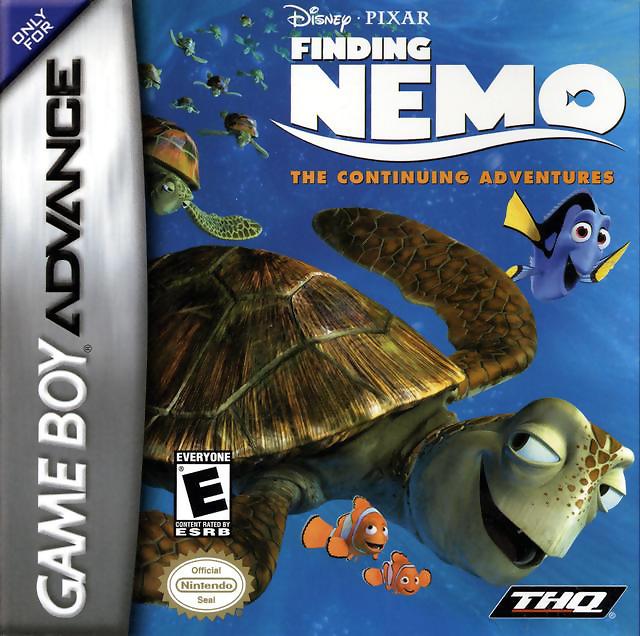 ONLY
FOR
GAME BOY ADVANCE
®
Disney · PIXAR
FINDING
NEMO
THE CONTINUING ADVENTURES
EVERYONE
®
E
CONTENT RATED BY
ESRB
Official
Nintendo
Seal
THQ
®